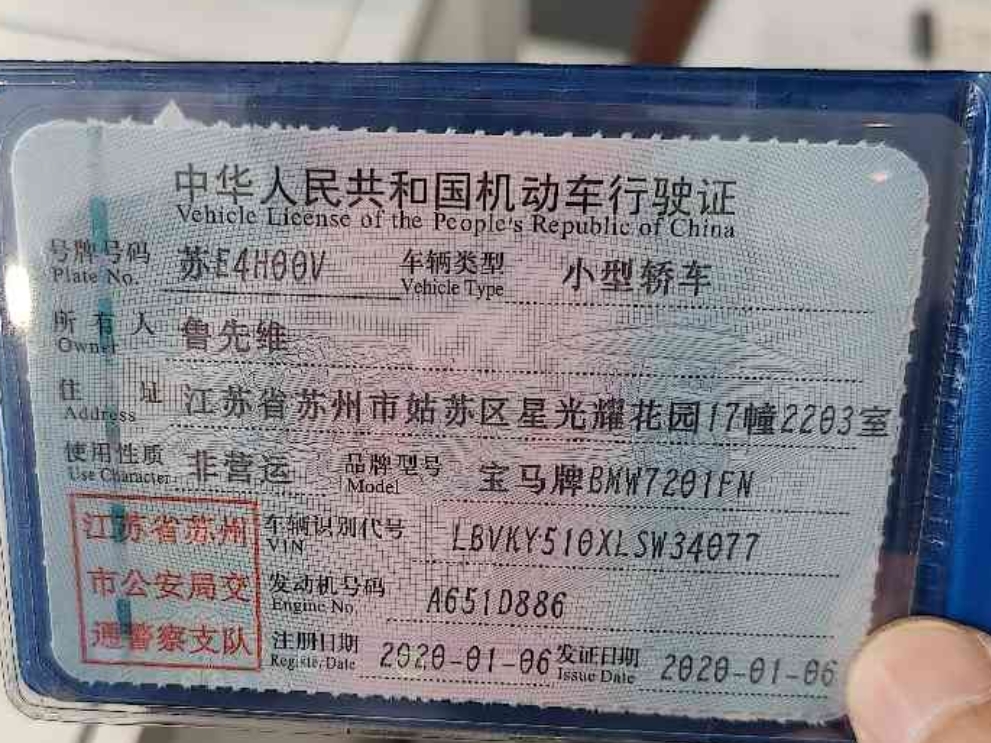 中华人民共和国机动车行驶证
Vehicle License of the People's Republic of China
号牌号码 苏E4H00V 车辆类型 小型轿车
Plate No. Vehicle Type
所有人 鲁先维
Owner
住址 江苏省苏州市姑苏区星光耀花园17幢2203室
Address
使用性质 非营运 品牌型号 宝马牌BMW7201FN
Use Character Model
江苏省苏州 车辆识别代号 LBVKY510XLSW34077
VIN
市公安局交 发动机号码 A651D886
Engine No.
通警察支队 注册日期 2020-01-06 发证日期 2020-01-06
Register Date Issue Date